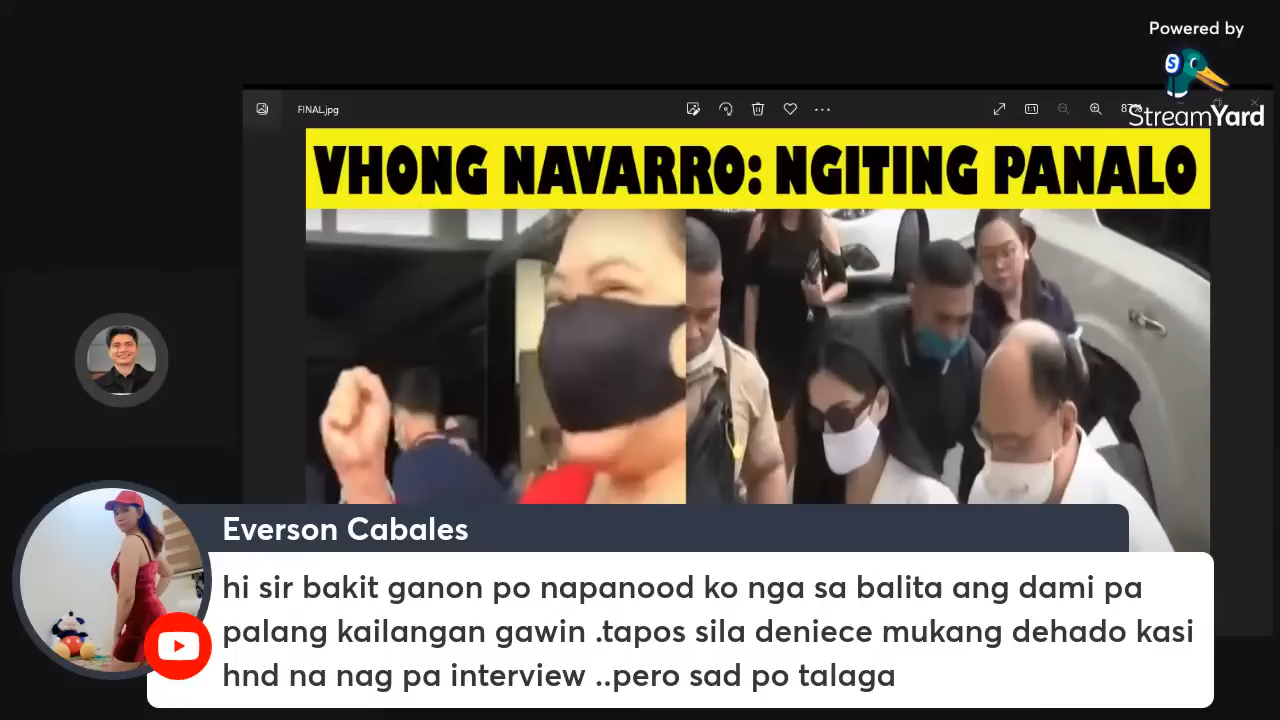 Powered by
StreamYard
FINAL.jpg
VHONG NAVARRO: NGITING PANALO
Everson Cabales
hi sir bakit ganon po napanood ko nga sa balita ang dami pa
palang kailangan gawin .tapos sila deniece mukang dehado kasi
hnd na nag pa interview ..pero sad po talaga